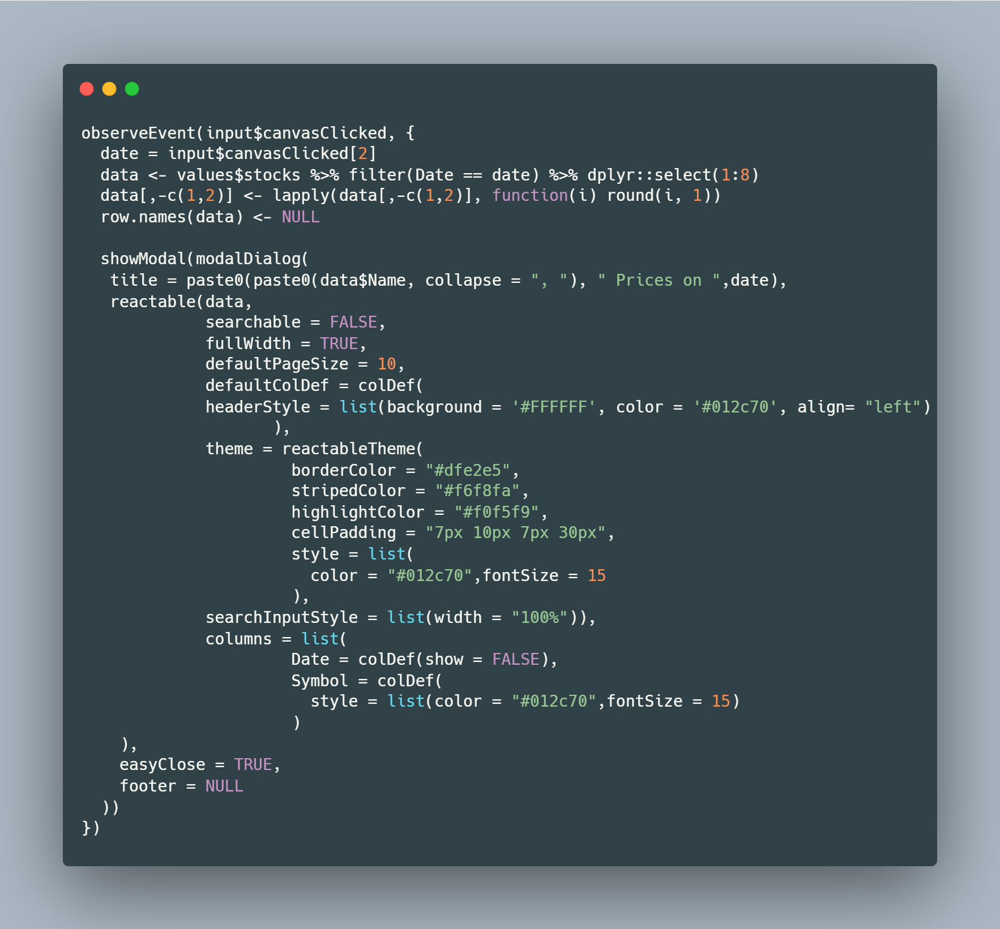 observeEvent(input$canvasClicked, {
  date = input$canvasClicked[2]
  data <- values$stocks %>% filter(Date == date) %>% dplyr::select(1:8)
  data[,-c(1,2)] <- lapply(data[,-c(1,2)], function(i) round(i, 1))
  row.names(data) <- NULL

  showModal(modalDialog(
   title = paste0(paste0(data$Name, collapse = ", "), " Prices on ",date),
   reactable(data,
             searchable = FALSE,
             fullWidth = TRUE,
             defaultPageSize = 10,
             defaultColDef = colDef(
             headerStyle = list(background = '#FFFFFF', color = '#012c70', align= "left")
                    ),
             theme = reactableTheme(
                      borderColor = "#dfe2e5",
                      stripedColor = "#f6f8fa",
                      highlightColor = "#f0f5f9",
                      cellPadding = "7px 10px 7px 30px",
                      style = list(
                        color = "#012c70",fontSize = 15
                      ),
             searchInputStyle = list(width = "100%")),
             columns = list(
                      Date = colDef(show = FALSE),
                      Symbol = colDef(
                        style = list(color = "#012c70",fontSize = 15)
                      )
    ),
    easyClose = TRUE,
    footer = NULL
  ))
})